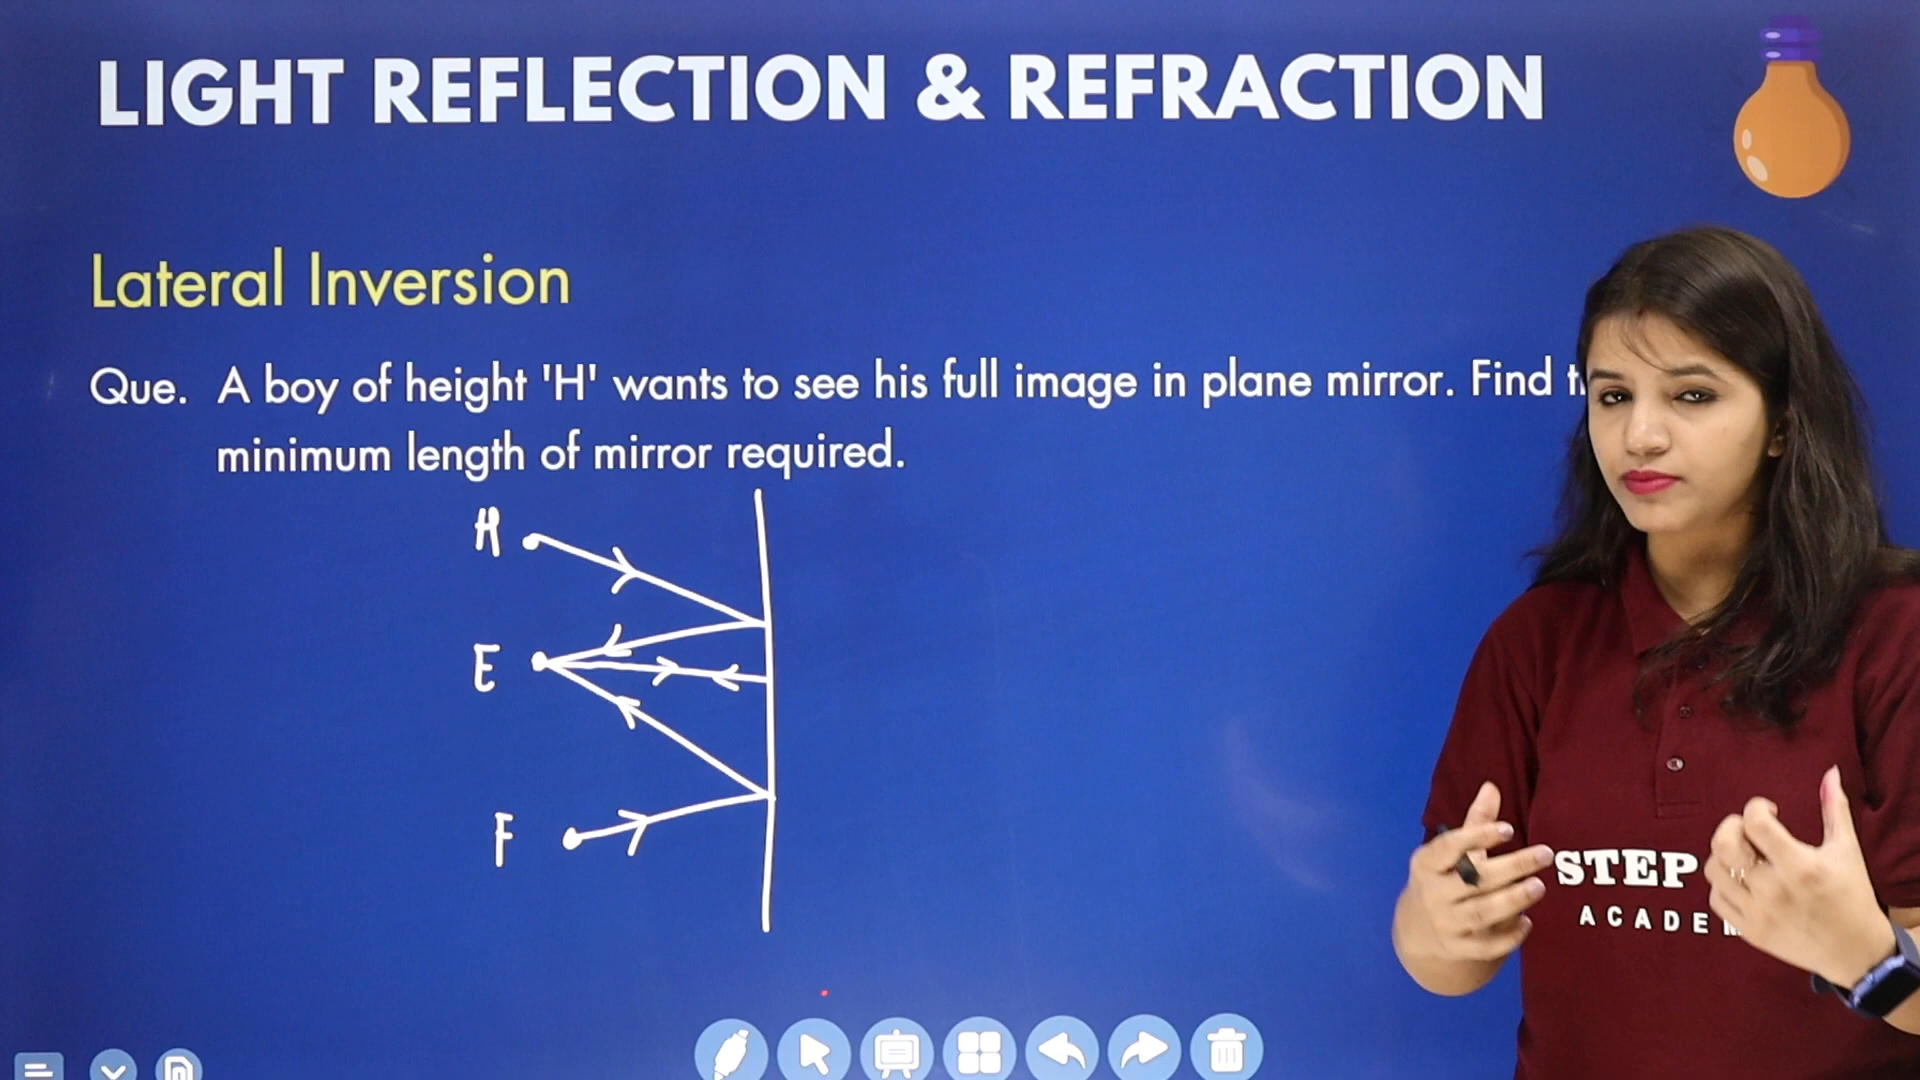 LIGHT REFLECTION & REFRACTION
Lateral Inversion
Que. A boy of height 'H' wants to see his full image in plane mirror. Find
minimum length of mirror required.
H
E
F
STEP
ACADEM